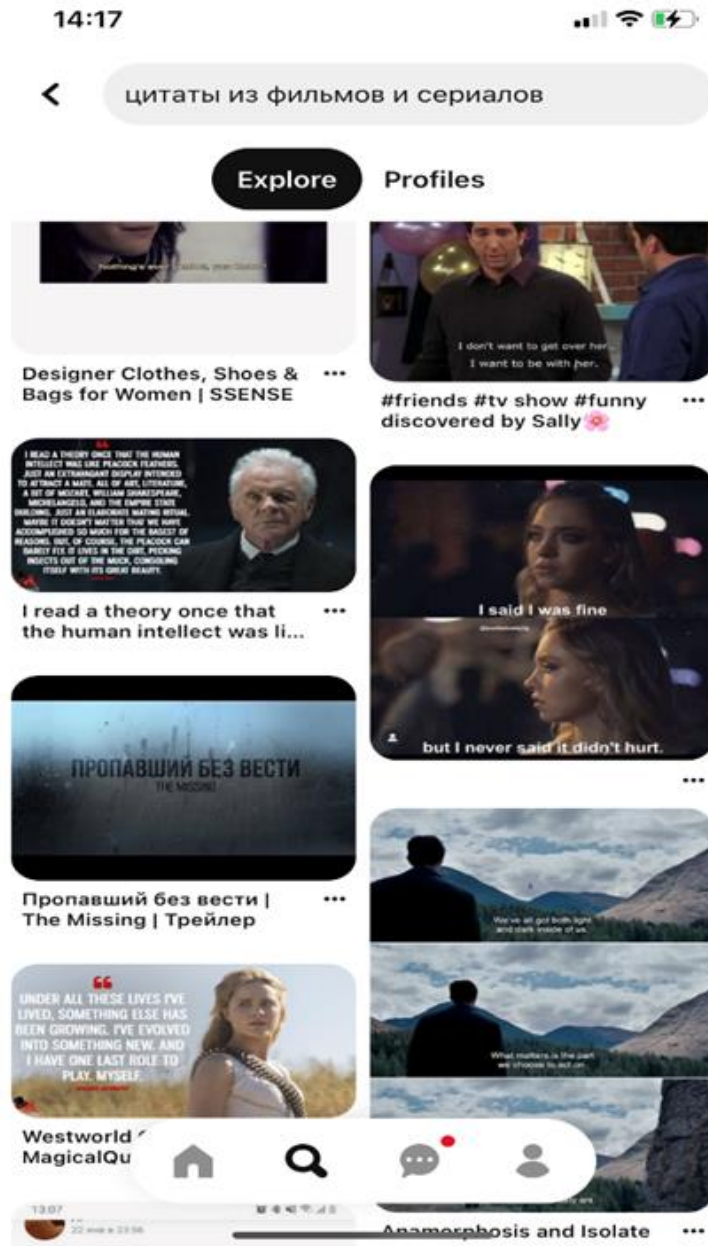 14:17
цитаты из фильмов и сериалов
Explore
Profiles
Designer Clothes, Shoes &
Bags for Women | SSENSE
I READ A THEORY ONCE THAT THE HUMAN
INTELLECT WAS LIKE PEACOCK FEATHERS.
JUST AN EXTRAVAGANT DISPLAY INTENDED
TO ATTRACT A MATE. ALL OF ART, LITERATURE,
A BIT OF MOZART, WILLIAM SHAKESPEARE,
MICHELANGELO, AND THE EMPIRE STATE
BUILDING. JUST AN ELABORATE MATING RITUAL.
MAYBE IT DOESN'T MATTER THAT WE HAVE
ACCOMPLISHED SO MUCH FOR THE BASEST OF
REASONS. BUT, OF COURSE, THE PEACOCK CAN
BARELY FLY. IT LIVES IN THE DIRT, PECKING
INSECTS OUT OF THE MUCK, CONSOLING
ITSELF WITH ITS GREAT BEAUTY.
I read a theory once that
the human intellect was li...
ПРОПАВШИЙ БЕЗ ВЕСТИ
THE MISSING
Пропавший без вести |
The Missing | Трейлер
UNDER ALL THESE LIVES I'VE
LIVED, SOMETHING ELSE HAS
BEEN GROWING. I'VE EVOLVED
INTO SOMETHING NEW. AND
I HAVE ONE LAST ROLE TO
PLAY. MYSELF.
Westworld
MagicalQu
13:07
22 янв в 23:56
I don't want to get over her.
I want to be with her.
#friends #tv show #funny
discovered by Sally🌸
I said I was fine
but I never said it didn't hurt.
We've all got both light
and dark inside of us.
What matters is the part
we choose to act on
Anamorphosis and Isolate